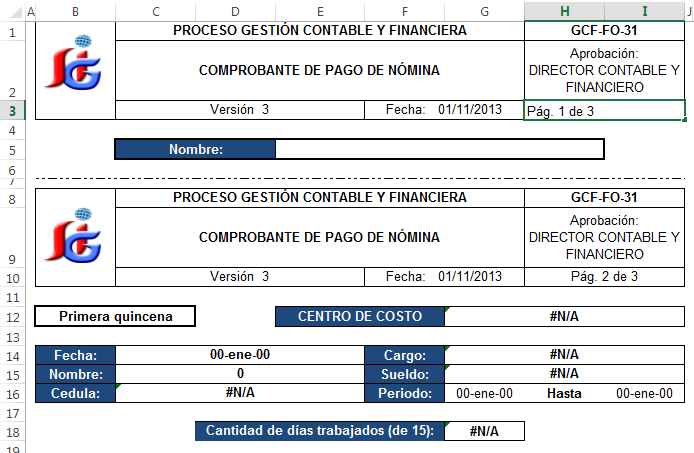 A B C D E F G H I J
1 PROCESO GESTIÓN CONTABLE Y FINANCIERA GCF-FO-31
2 COMPROBANTE DE PAGO DE NÓMINA Aprobación:
DIRECTOR CONTABLE Y
FINANCIERO
3 Versión 3 Fecha: 01/11/2013 Pág. 1 de 3
4
5 Nombre:
6
7
8 PROCESO GESTIÓN CONTABLE Y FINANCIERA GCF-FO-31
9 COMPROBANTE DE PAGO DE NÓMINA Aprobación:
DIRECTOR CONTABLE Y
FINANCIERO
10 Versión 3 Fecha: 01/11/2013 Pág. 2 de 3
11
12 Primera quincena CENTRO DE COSTO #N/A
13
14 Fecha: 00-ene-00 Cargo: #N/A
15 Nombre: 0 Sueldo: #N/A
16 Cedula: #N/A Periodo: 00-ene-00 Hasta 00-ene-00
17
18 Cantidad de días trabajados (de 15): #N/A
19